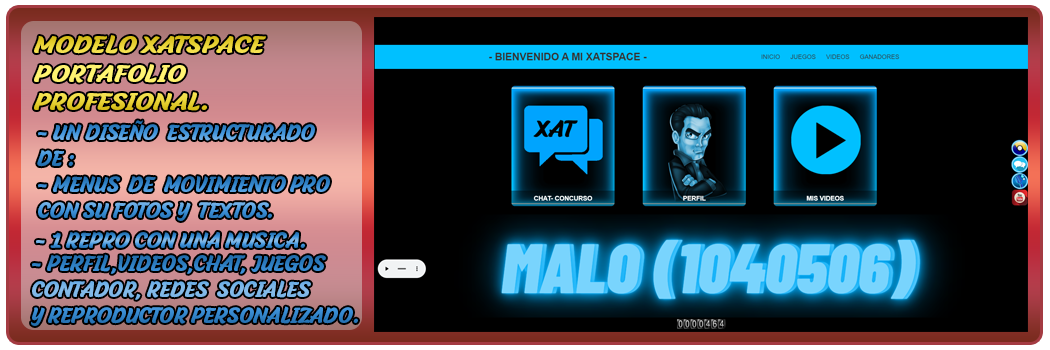 MODELO XATSPACE
PORTAFOLIO
PROFESIONAL.
- UN DISEÑO ESTRUCTURADO
DE :
- MENUS DE MOVIMIENTO PRO
CON SU FOTOS Y TEXTOS.
- 1 REPRO CON UNA MUSICA.
- PERFIL,VIDEOS,CHAT, JUEGOS
CONTADOR, REDES SOCIALES
Y REPRODUCTOR PERSONALIZADO.
- BIENVENIDO A MI XATSPACE -
INICIO JUEGOS VIDEOS GANADORES
XAT
CHAT- CONCURSO PERFIL MIS VIDEOS
MALO (1040506)
0000464